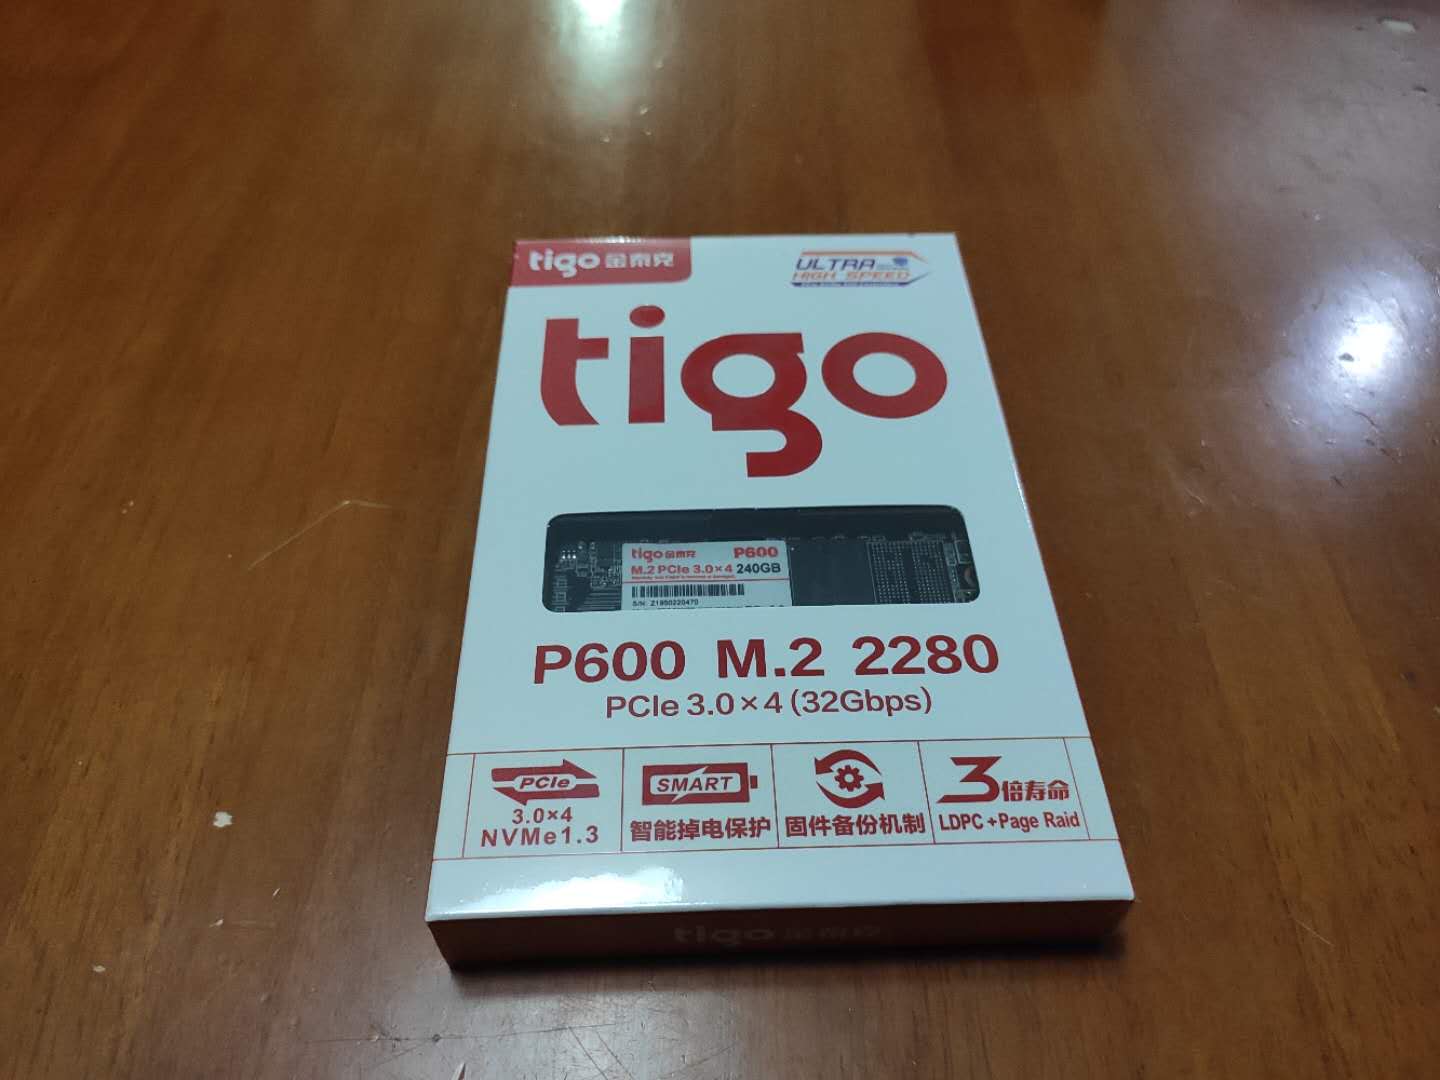 tigo 金泰克
ULTRA
HIGH SPEED
tigo
tigo 金泰克 P600
M.2 PCIe 3.0×4 240GB
S/N: Z1950220470
P600 M.2 2280
PCIe 3.0×4 (32Gbps)
PCIe
3.0×4
NVMe1.3
SMART
智能掉电保护
固件备份机制
3倍寿命
LDPC+Page Raid
tigo 金泰克